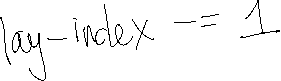 lay-index -= 1